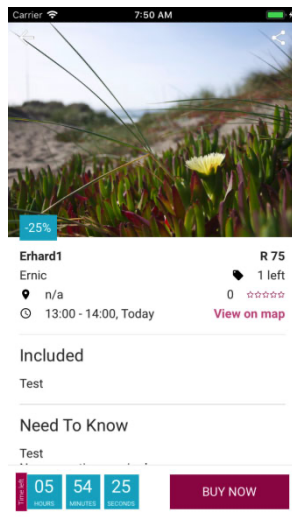 Carrier 7:50 AM
-25%
Erhard1 R 75
Ernic 1 left
n/a 0
13:00 - 14:00, Today View on map
Included
Test
Need To Know
Test
Time left
05 54 25
HOURS MINUTES SECONDS
BUY NOW